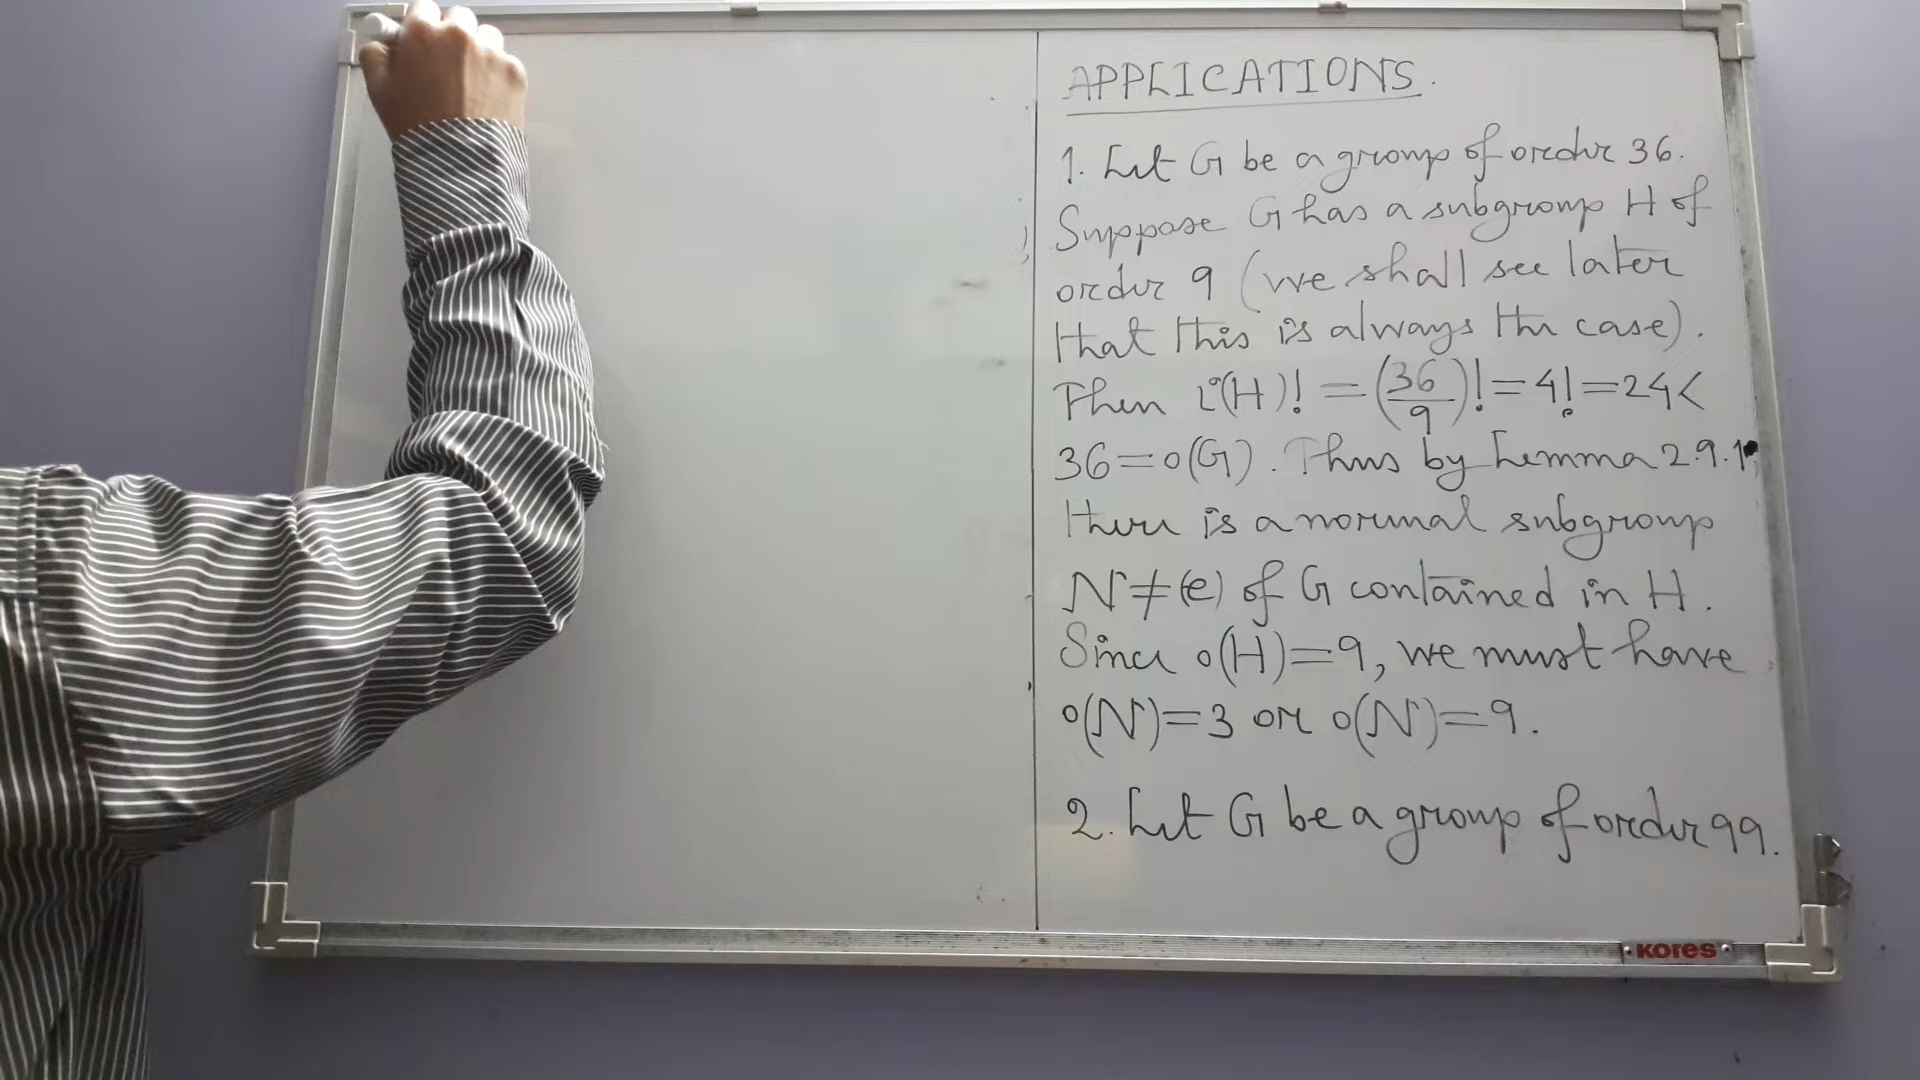 APPLICATIONS.
1. Let G be a group of order 36.
Suppose G has a subgroup H of
order 9 (we shall see later
that this is always the case).
Then i(H)! = (36/9)! = 4! = 24 <
36 = o(G). Thus by Lemma 2.9.1,
there is a normal subgroup
N ≠ (e) of G contained in H.
Since o(H) = 9, we must have
o(N) = 3 or o(N) = 9.
2. Let G be a group of order 99.
KORES